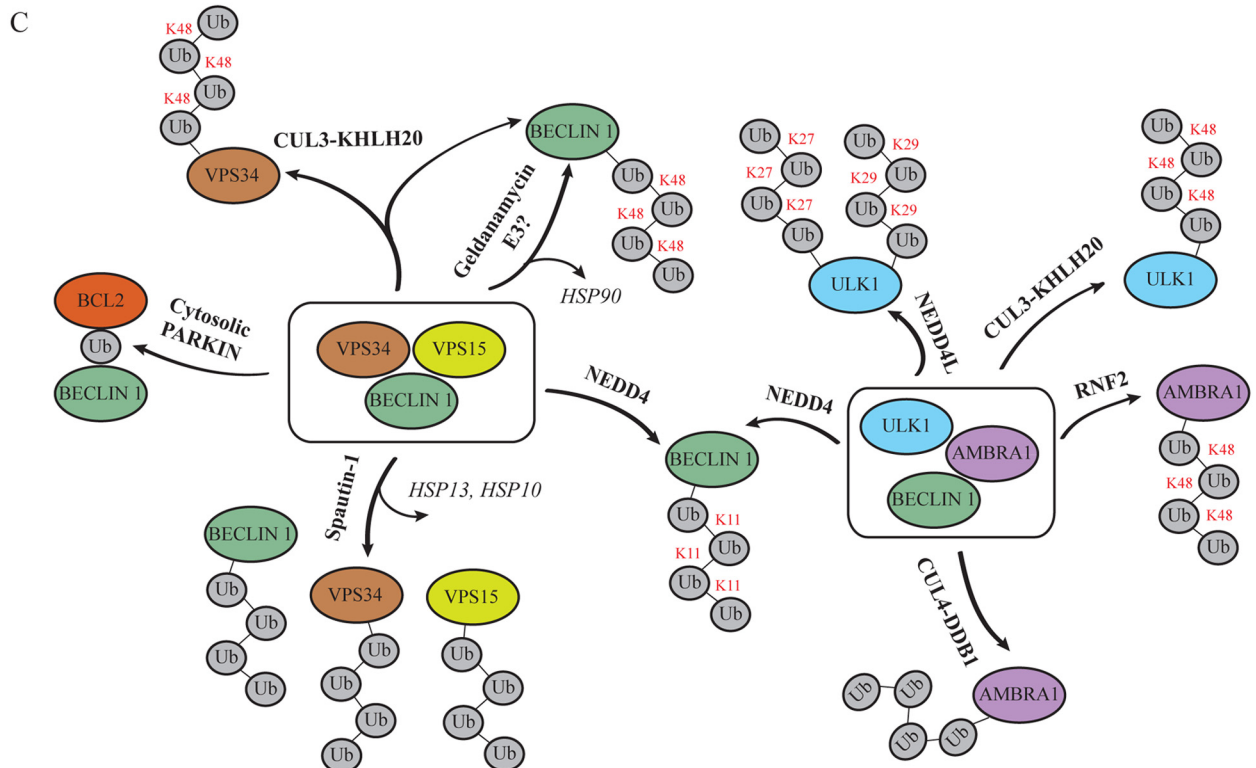 C
Ub
K48
Ub
K48
K48
Ub
Ub
VPS34
CUL3-KHLH20
BECLIN 1
Ub
K48
Ub
K48
Ub
K48
Ub
Geldanamycin
E3?
HSP90
BCL2
Ub
BECLIN 1
Cytosolic
PARKIN
VPS34
VPS15
BECLIN 1
NEDD4
Spautin-1
HSP13, HSP10
BECLIN 1
Ub
Ub
Ub
Ub
VPS34
Ub
Ub
Ub
Ub
VPS15
Ub
Ub
Ub
Ub
BECLIN 1
Ub
K11
K11
Ub
Ub
K11
Ub
NEDD4
Ub
K27
K27
Ub
Ub
K27
Ub
Ub
K29
K29
Ub
Ub
K29
Ub
ULK1
NEDD4L
CUL3-KHLH20
Ub
K48
K48
Ub
Ub
K48
Ub
ULK1
ULK1
AMBRA1
BECLIN 1
RNF2
AMBRA1
Ub
K48
K48
Ub
Ub
K48
Ub
CUL4-DDB1
AMBRA1
Ub
Ub
Ub
Ub